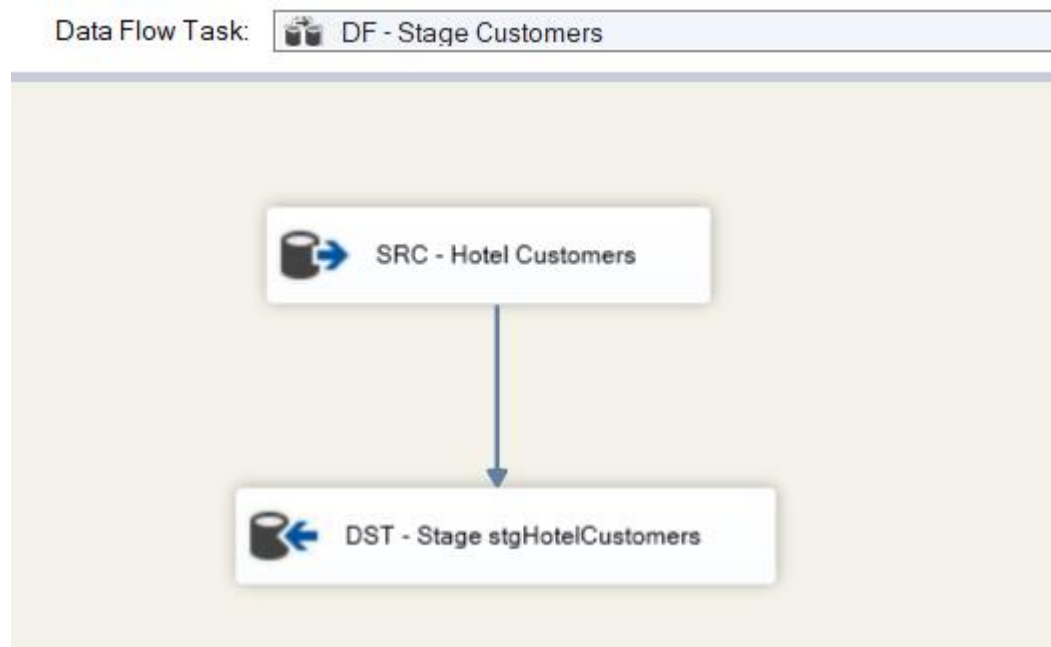 Data Flow Task: DF - Stage Customers
SRC - Hotel Customers
DST - Stage stgHotelCustomers